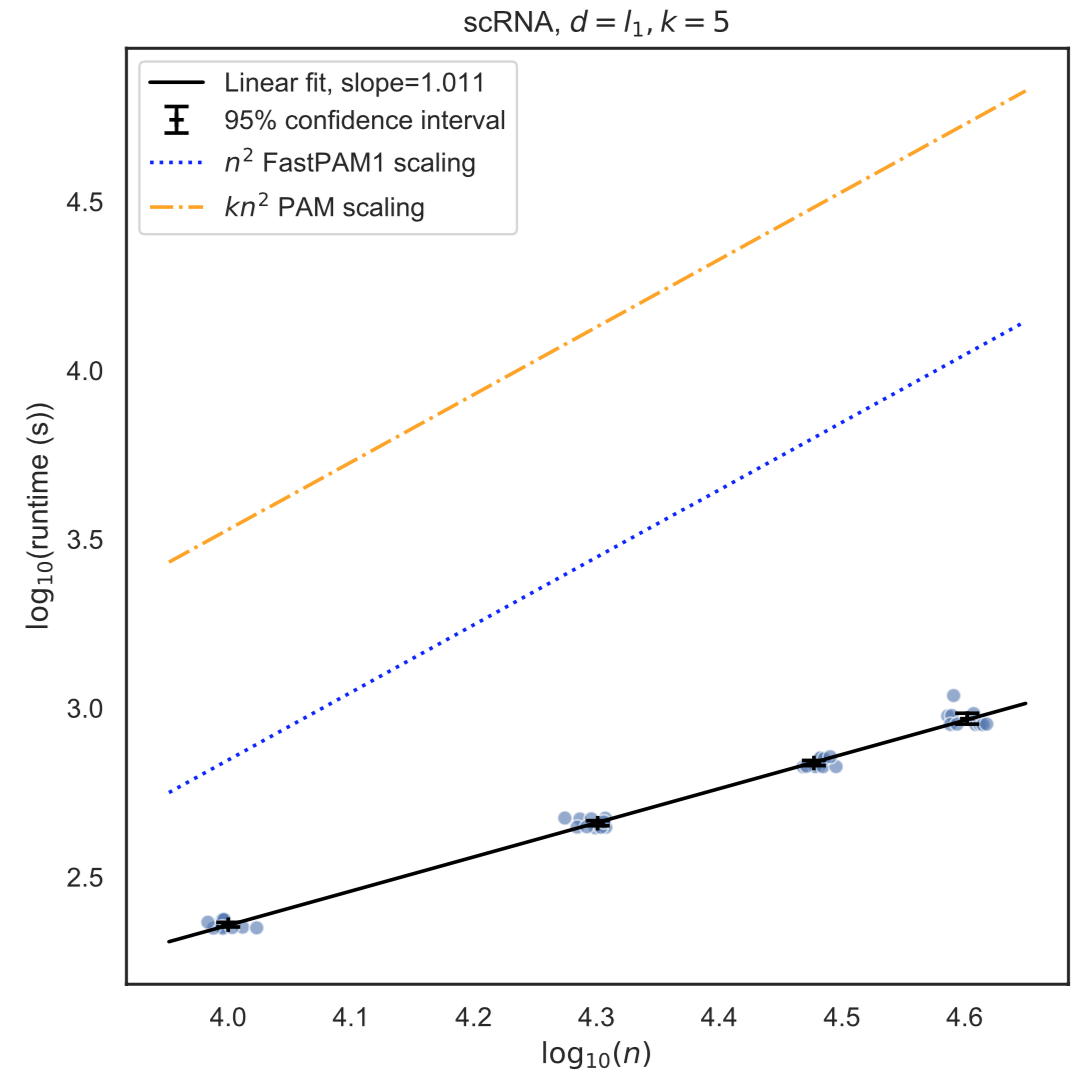 scRNA, d = l₁, k = 5
Linear fit, slope=1.011
95% confidence interval
n² FastPAM1 scaling
kn² PAM scaling
4.5
4.0
3.5
3.0
2.5
log₁₀(runtime (s))
4.0 4.1 4.2 4.3 4.4 4.5 4.6
log₁₀(n)